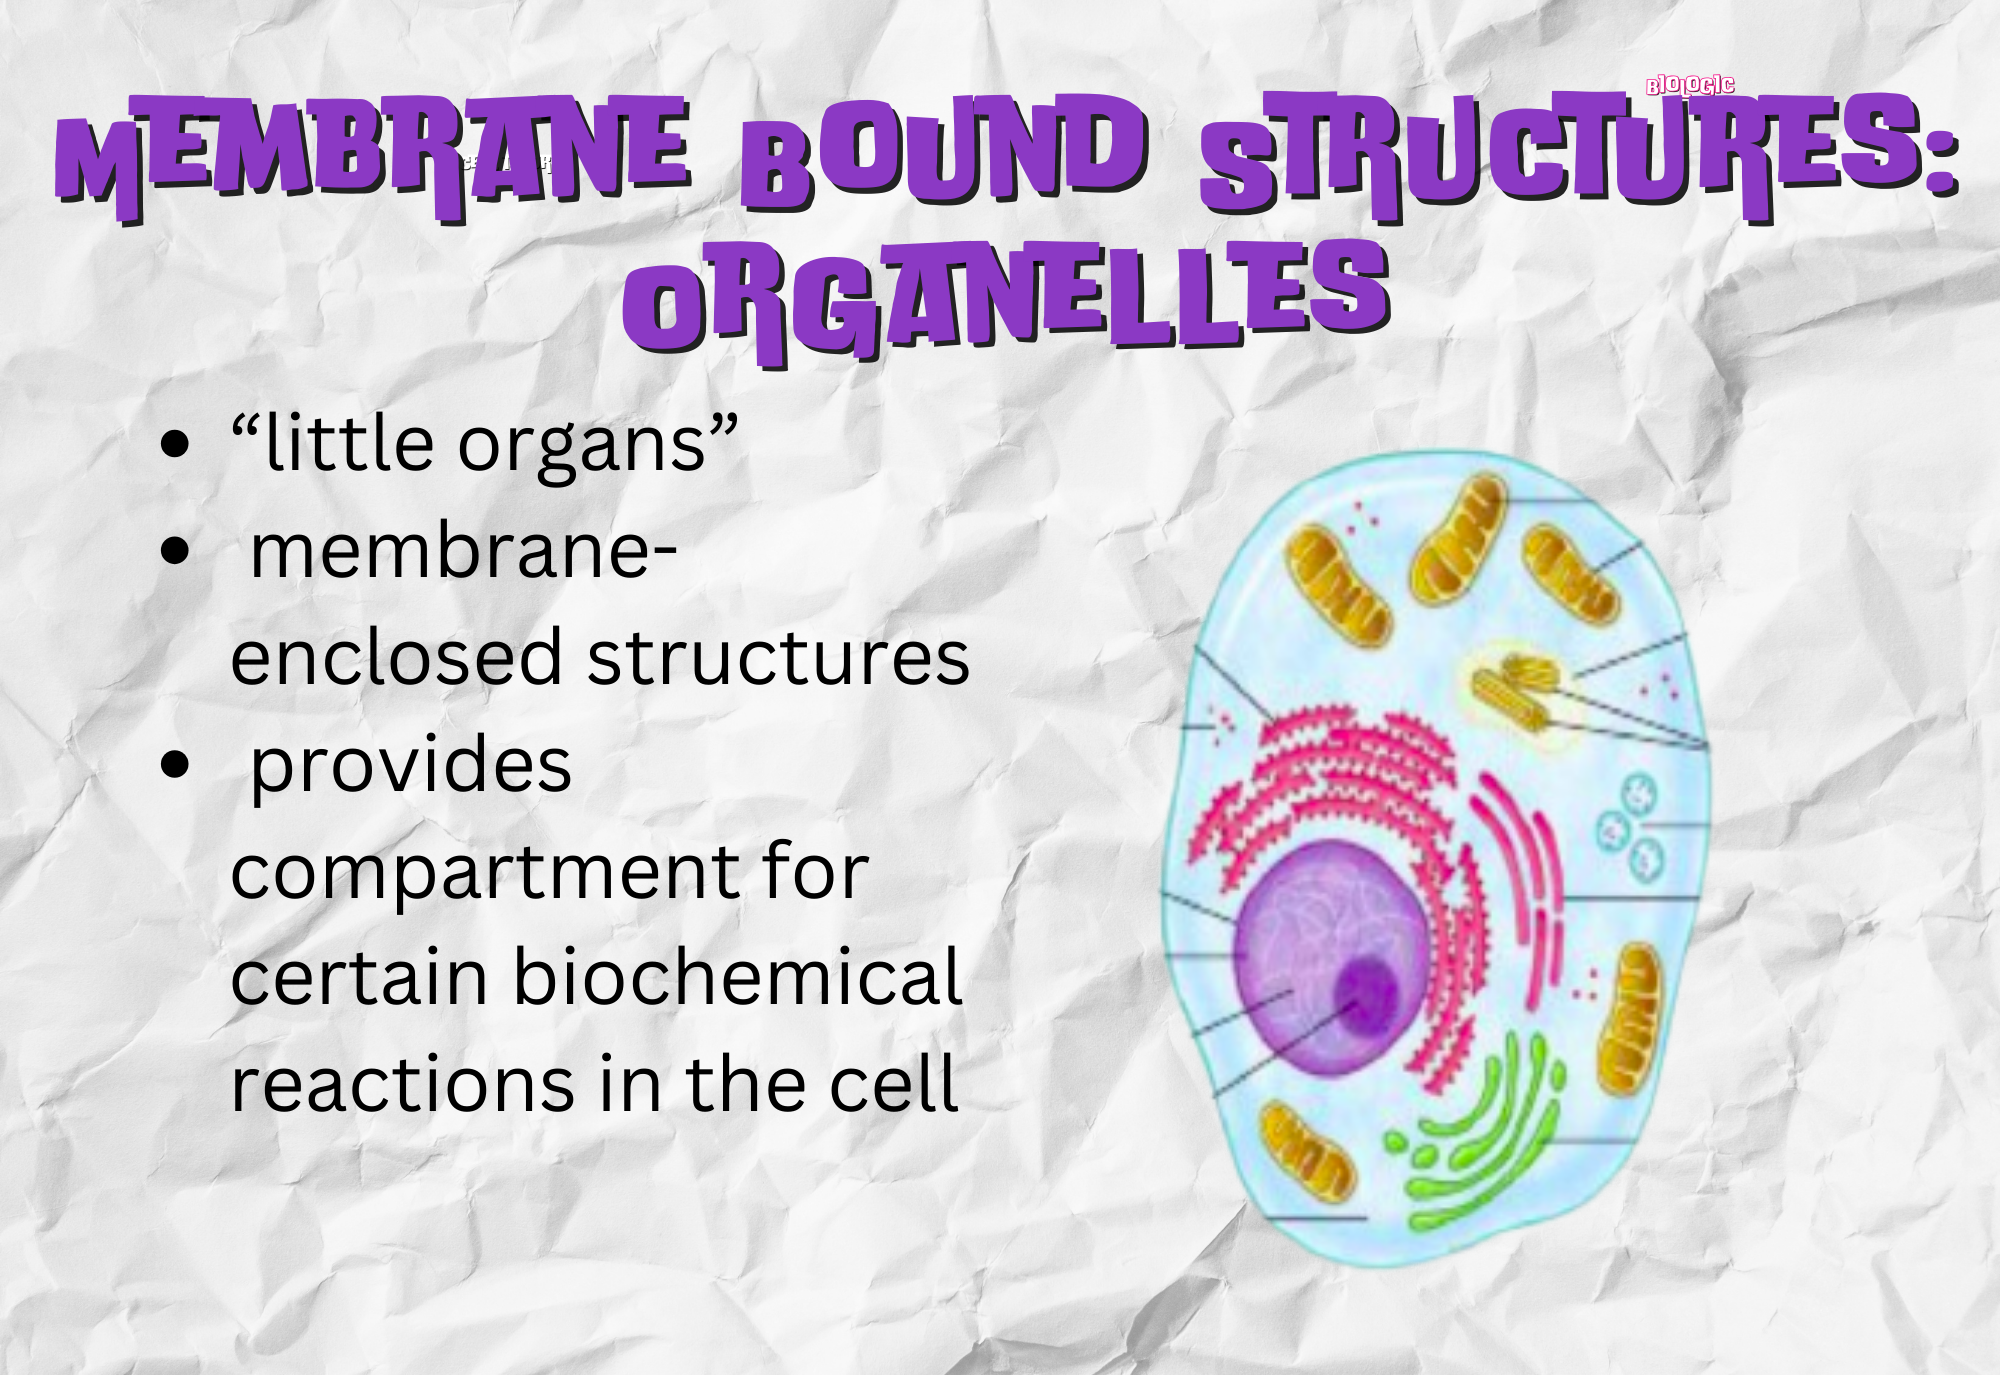 BIOLOGIC
MEMBRANE BOUND STRUCTURES:
ORGANELLES
• “little organs”
• membrane-
enclosed structures
• provides
compartment for
certain biochemical
reactions in the cell